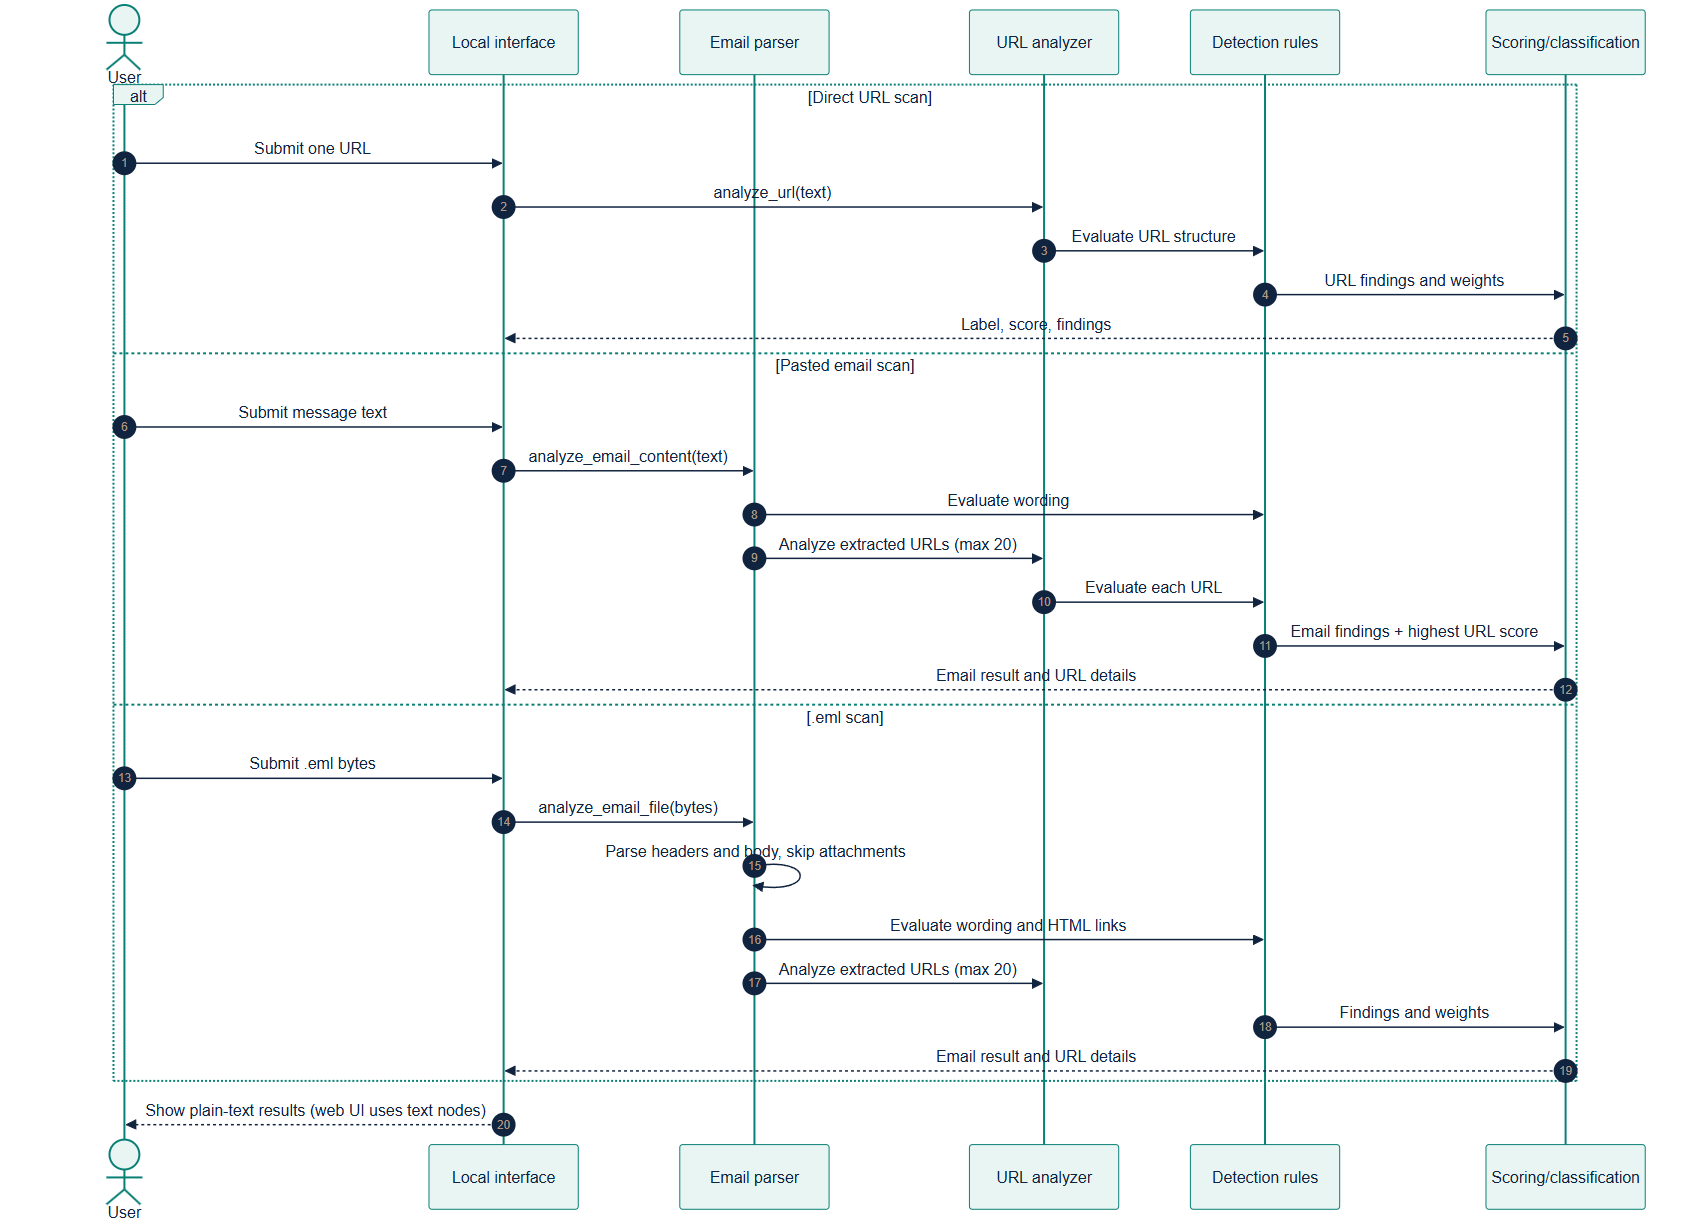 User
Local interface
Email parser
URL analyzer
Detection rules
Scoring/classification
alt
[Direct URL scan]
Submit one URL
1
analyze_url(text)
2
Evaluate URL structure
3
URL findings and weights
4
Label, score, findings
5
[Pasted email scan]
Submit message text
6
analyze_email_content(text)
7
Evaluate wording
8
Analyze extracted URLs (max 20)
9
Evaluate each URL
10
Email findings + highest URL score
11
Email result and URL details
12
[.eml scan]
Submit .eml bytes
13
analyze_email_file(bytes)
14
Parse headers and body, skip attachments
15
Evaluate wording and HTML links
16
Analyze extracted URLs (max 20)
17
Findings and weights
18
Email result and URL details
19
Show plain-text results (web UI uses text nodes)
20
User
Local interface
Email parser
URL analyzer
Detection rules
Scoring/classification